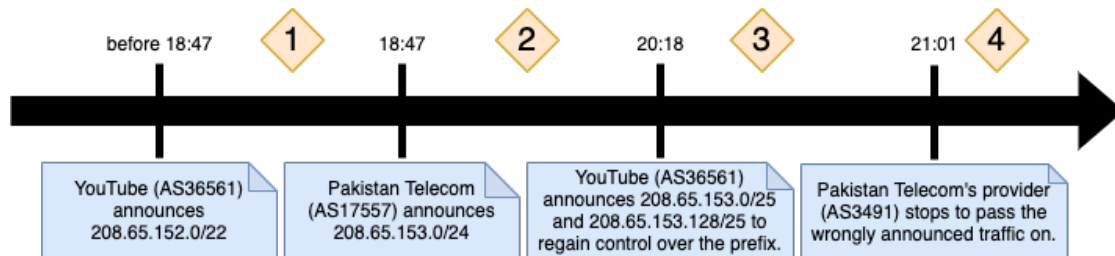 before 18:47
1
18:47
2
20:18
3
21:01
4
YouTube (AS36561)
announces
208.65.152.0/22
Pakistan Telecom
(AS17557) announces
208.65.153.0/24
YouTube (AS36561)
announces 208.65.153.0/25
and 208.65.153.128/25 to
regain control over the prefix.
Pakistan Telecom's provider
(AS3491) stops to pass the
wrongly announced traffic on.